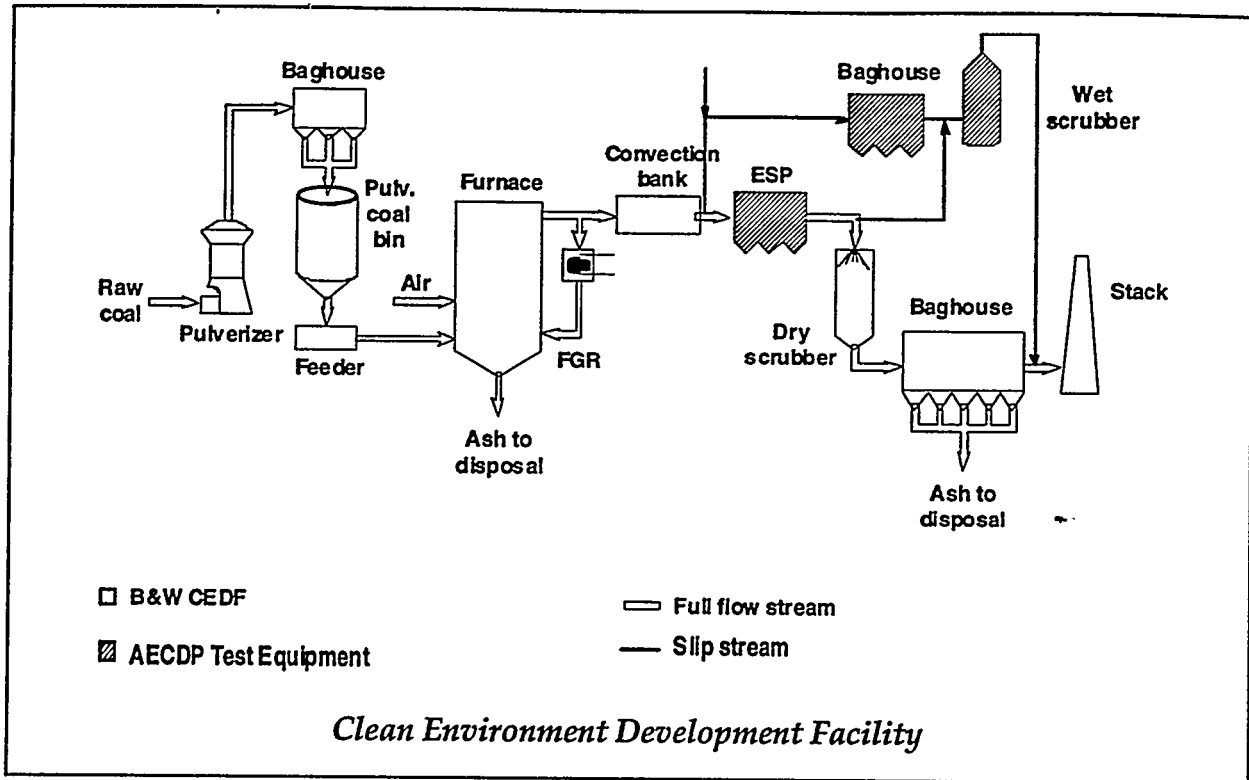 Baghouse
Baghouse
Wet
scrubber
Convection
bank
ESP
Furnace
Pulv.
coal
bin
Air
Raw
coal
Pulverizer
Feeder
FGR
Dry
scrubber
Baghouse
Stack
Ash to
disposal
Ash to
disposal
B&W CEDF
Full flow stream
AECDP Test Equipment
Slip stream
Clean Environment Development Facility